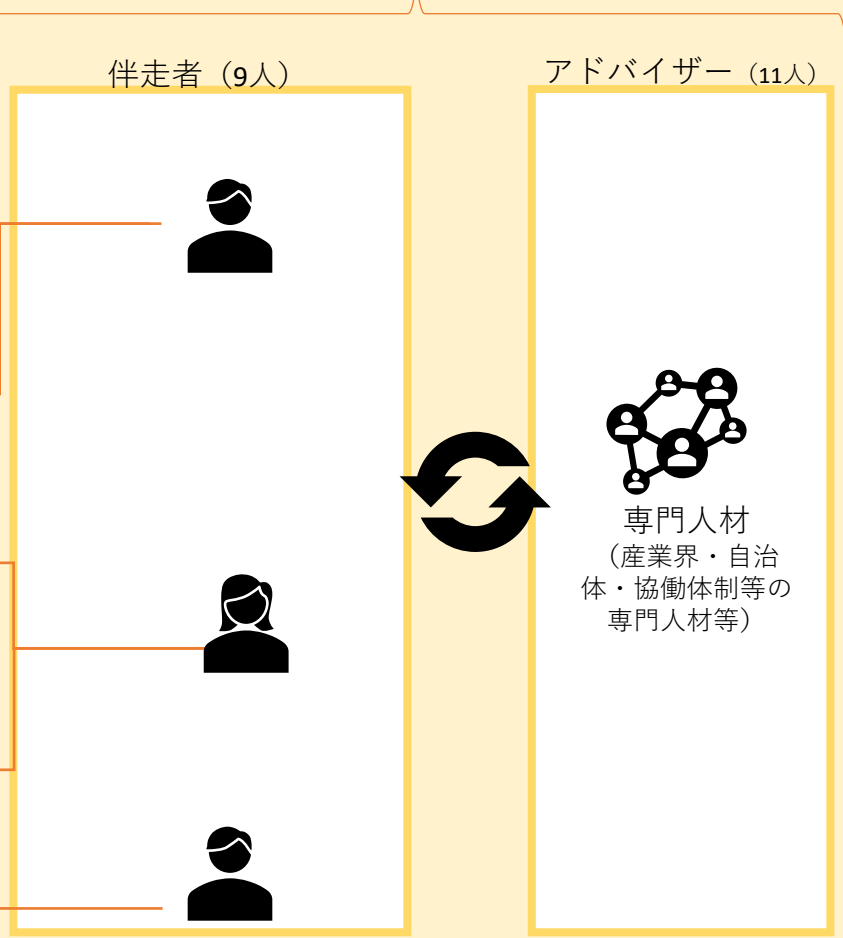 伴走者（9人）
アドバイザー（11人）
専門人材
（産業界・自治
体・協働体制等の
専門人材等）